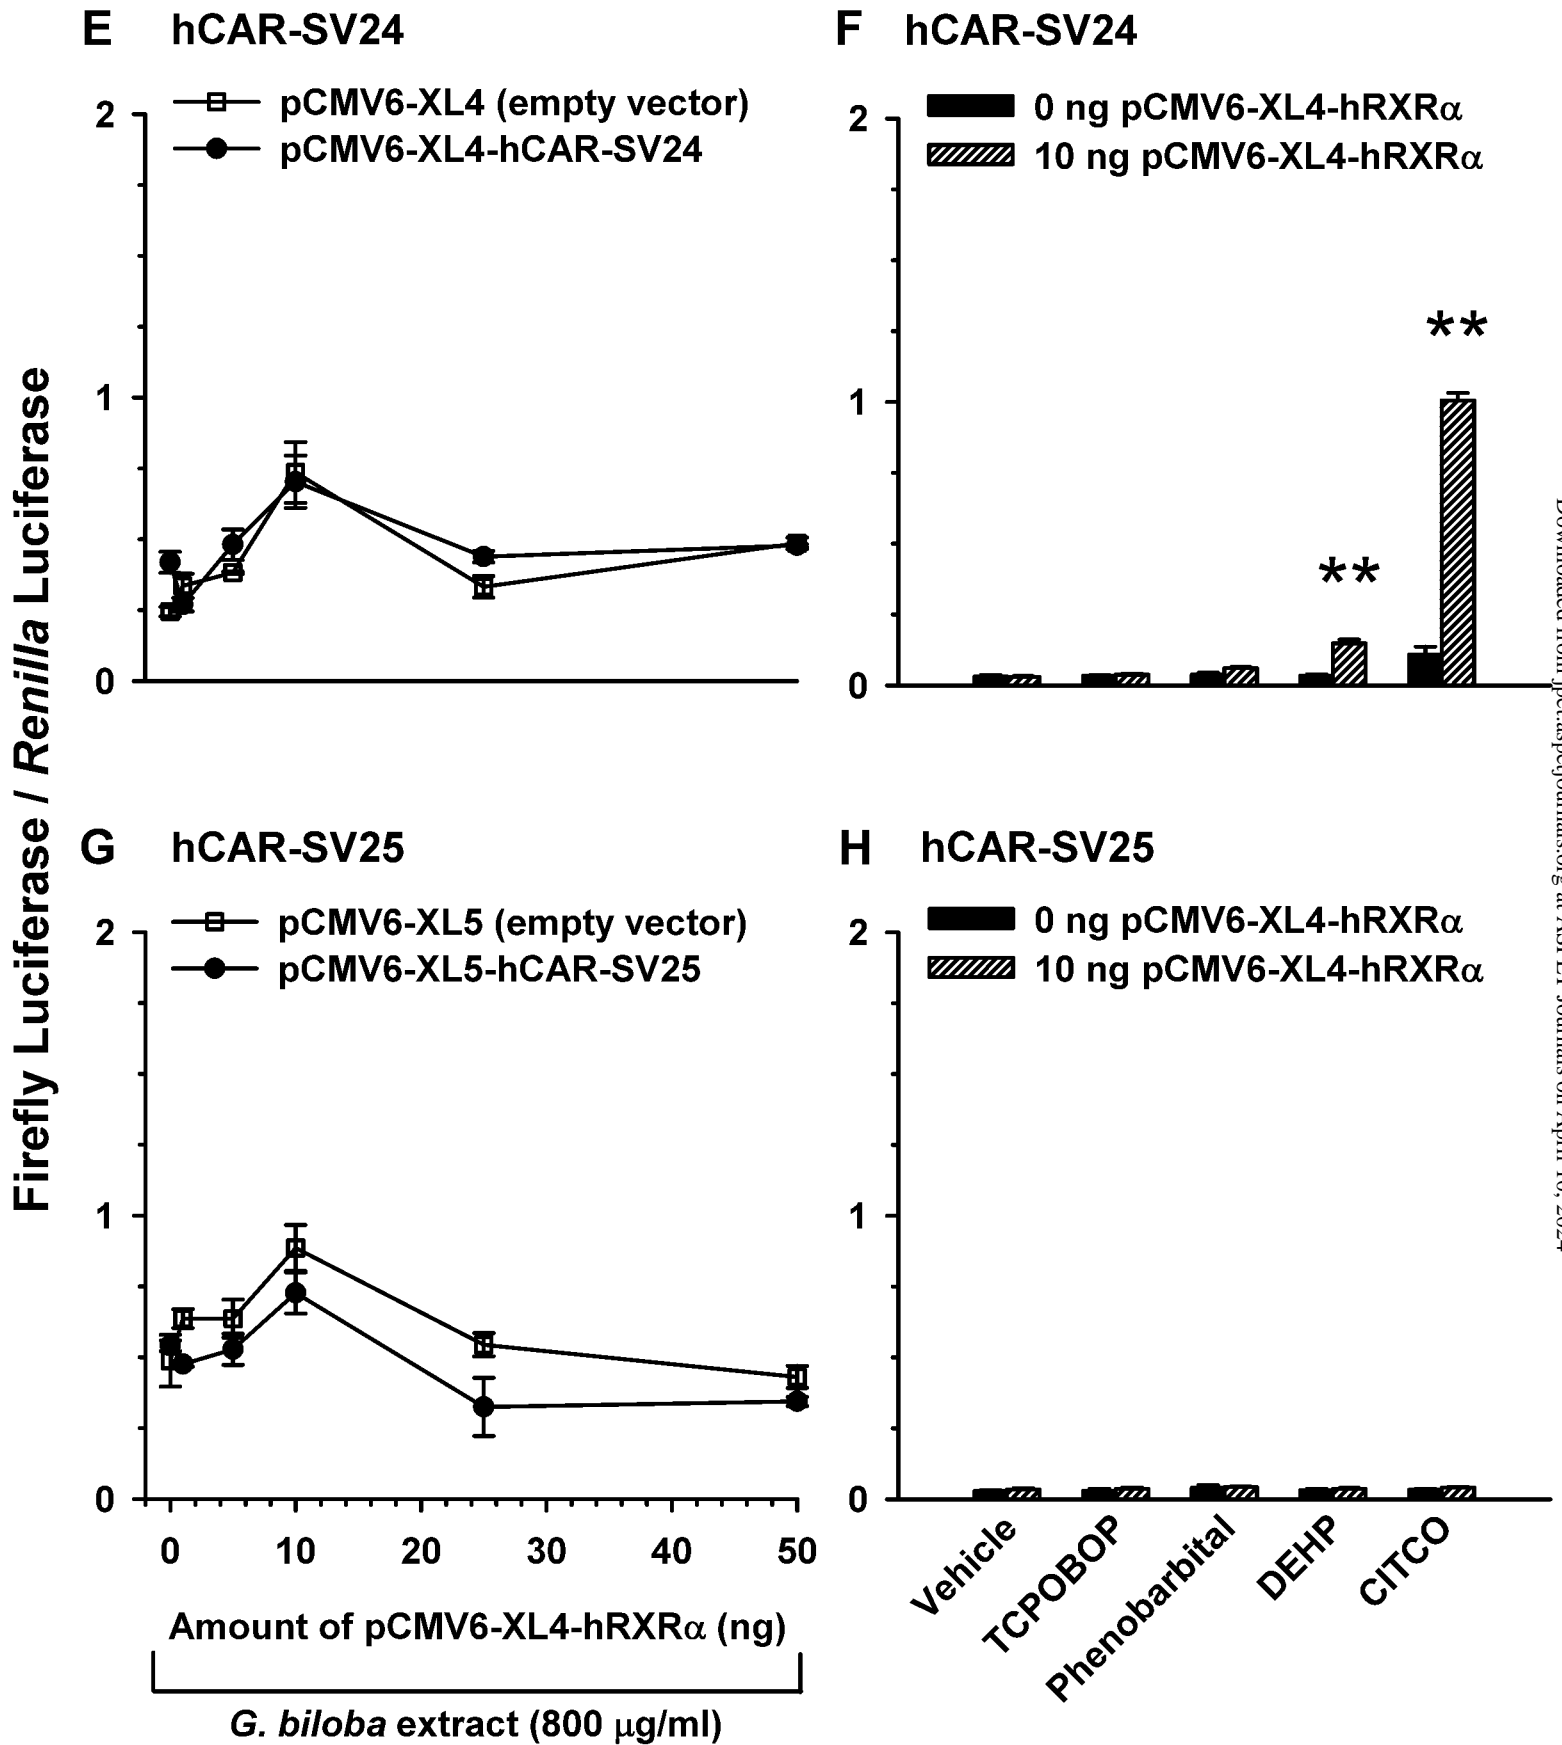 E hCAR-SV24
pCMV6-XL4 (empty vector)
pCMV6-XL4-hCAR-SV24
2
1
0
F hCAR-SV24
0 ng pCMV6-XL4-hRXRα
10 ng pCMV6-XL4-hRXRα
2
1
0
**
**
Firefly Luciferase / Renilla Luciferase
G hCAR-SV25
pCMV6-XL5 (empty vector)
pCMV6-XL5-hCAR-SV25
2
1
0
0 10 20 30 40 50
Amount of pCMV6-XL4-hRXRα (ng)
G. biloba extract (800 μg/ml)
H hCAR-SV25
0 ng pCMV6-XL4-hRXRα
10 ng pCMV6-XL4-hRXRα
2
1
0
Vehicle
TCPOBOP
Phenobarbital
DEHP
CITCO